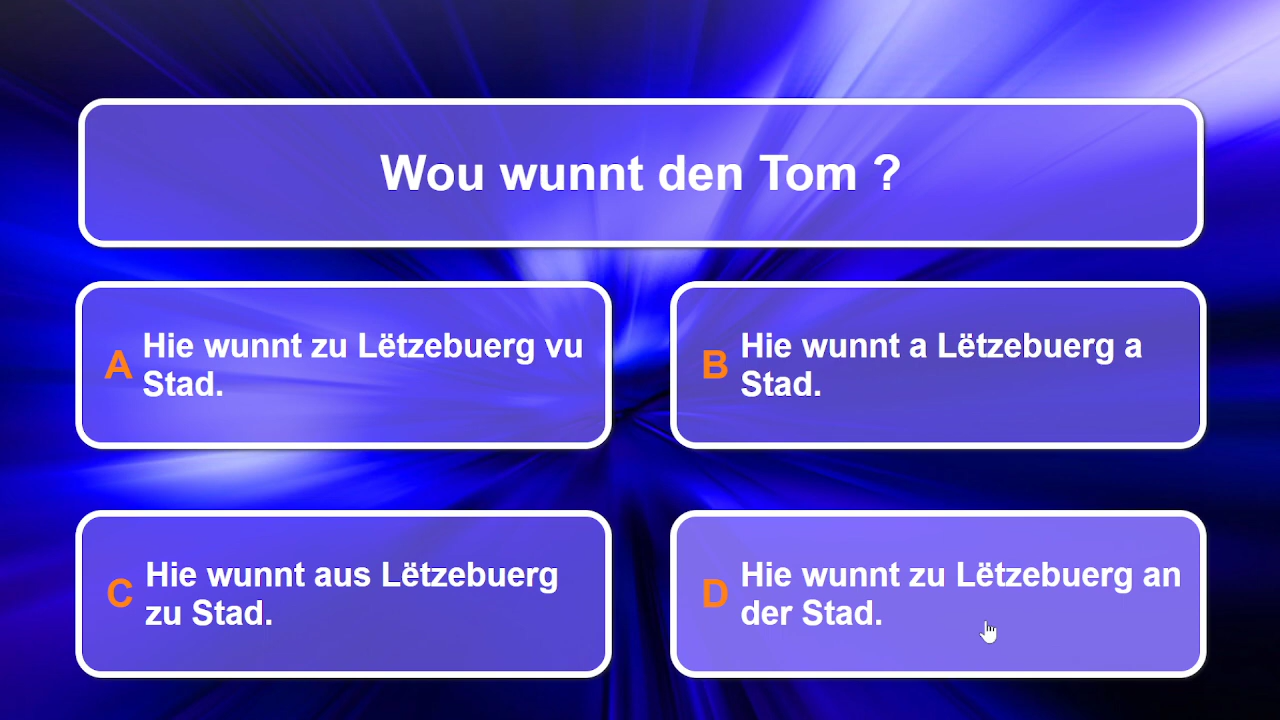 Wou wunnt den Tom ?
A
Hie wunnt zu Lëtzebuerg vu
Stad.
B
Hie wunnt a Lëtzebuerg a
Stad.
C
Hie wunnt aus Lëtzebuerg
zu Stad.
D
Hie wunnt zu Lëtzebuerg an
der Stad.